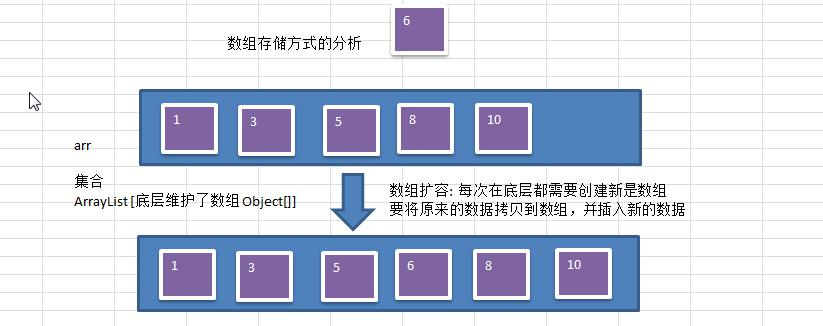 6
数组存储方式的分析
1 3 5 8 10
arr
集合
ArrayList [底层维护了数组 Object[]]
数组扩容: 每次在底层都需要创建新是数组
要将原来的数据拷贝到数组，并插入新的数据
1 3 5 6 8 10